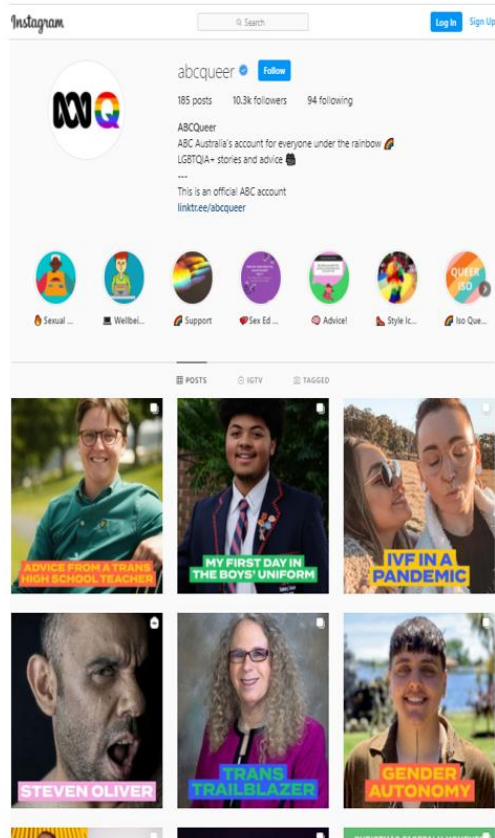 Instagram
Search
Log In
Sign Up
ABC Q
abcqueer
Follow
185 posts 10.3k followers 94 following
ABCQueer
ABC Australia's account for everyone under the rainbow 🌈
LGBTQIA+ stories and advice
---
This is an official ABC account
linktr.ee/abcqueer
QUEER
ISO
Sexual ...
Wellbei...
Support
Sex Ed
Advice!
Style Ic...
Iso Que...
POSTS
IGTV
TAGGED
ADVICE FROM A TRANS
HIGH SCHOOL TEACHER
MY FIRST DAY IN
THE BOYS' UNIFORM
IVF IN A
PANDEMIC
STEVEN OLIVER
TRANS
TRAILBLAZER
GENDER
AUTONOMY